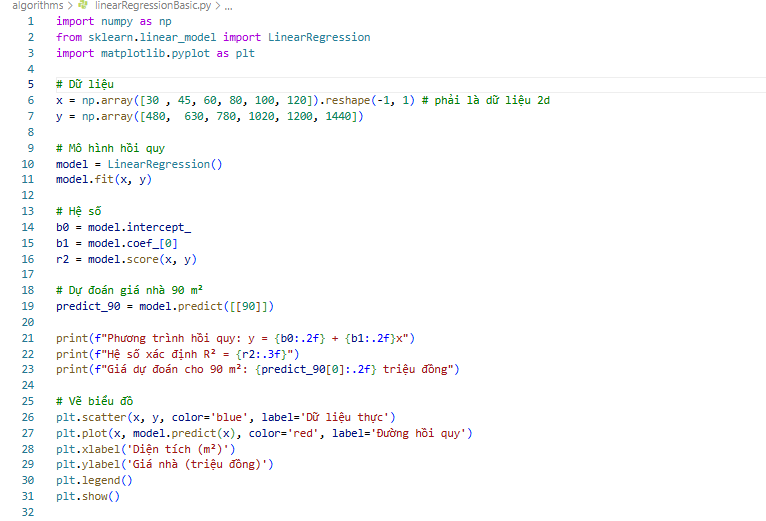 algorithms > linearRegressionBasic.py > ...
1 import numpy as np
2 from sklearn.linear_model import LinearRegression
3 import matplotlib.pyplot as plt
4
5 # Dữ liệu
6 x = np.array([30 , 45, 60, 80, 100, 120]).reshape(-1, 1) # phải là dữ liệu 2d
7 y = np.array([480,  630, 780, 1020, 1200, 1440])
8
9 # Mô hình hồi quy
10 model = LinearRegression()
11 model.fit(x, y)
12
13 # Hệ số
14 b0 = model.intercept_
15 b1 = model.coef_[0]
16 r2 = model.score(x, y)
17
18 # Dự đoán giá nhà 90 m²
19 predict_90 = model.predict([[90]])
20
21 print(f"Phương trình hồi quy: y = {b0:.2f} + {b1:.2f}x")
22 print(f"Hệ số xác định R² = {r2:.3f}")
23 print(f"Giá dự đoán cho 90 m²: {predict_90[0]:.2f} triệu đồng")
24
25 # Vẽ biểu đồ
26 plt.scatter(x, y, color='blue', label='Dữ liệu thực')
27 plt.plot(x, model.predict(x), color='red', label='Đường hồi quy')
28 plt.xlabel('Diện tích (m²)')
29 plt.ylabel('Giá nhà (triệu đồng)')
30 plt.legend()
31 plt.show()
32